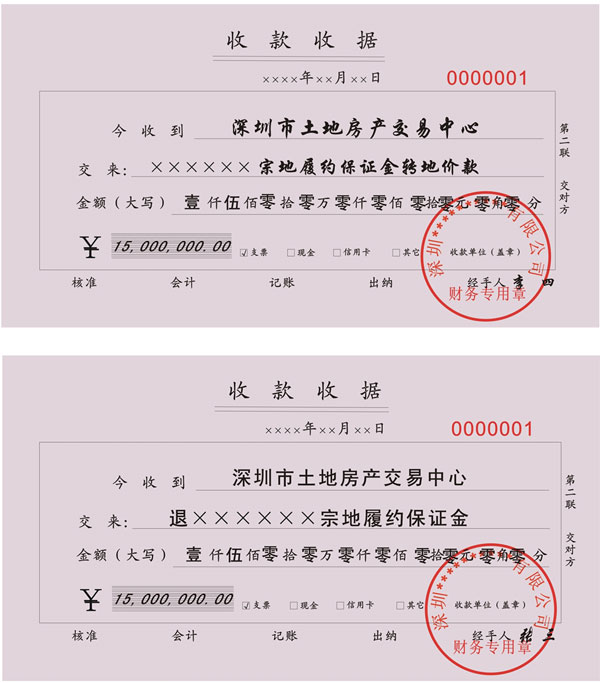 收款收据
××××年××月××日
0000001
今收到 深圳市土地房产交易中心
交来: ××××××宗地履约保证金转地价款
金额（大写） 壹仟伍佰零拾零万零仟零佰零拾零元零角零分
¥ 15,000,000.00 ☑支票 □现金 □信用卡 □其它 收款单位（盖章）
核准 会计 记账 出纳 经手人 李四
第二联 交对方
深圳**********有限公司
财务专用章
收款收据
××××年××月××日
0000001
今收到 深圳市土地房产交易中心
交来: 退××××××宗地履约保证金
金额（大写） 壹仟伍佰零拾零万零仟零佰零拾零元零角零分
¥ 15,000,000.00 ☑支票 □现金 □信用卡 □其它 收款单位（盖章）
核准 会计 记账 出纳 经手人 张三
第二联 交对方
深圳**********有限公司
财务专用章